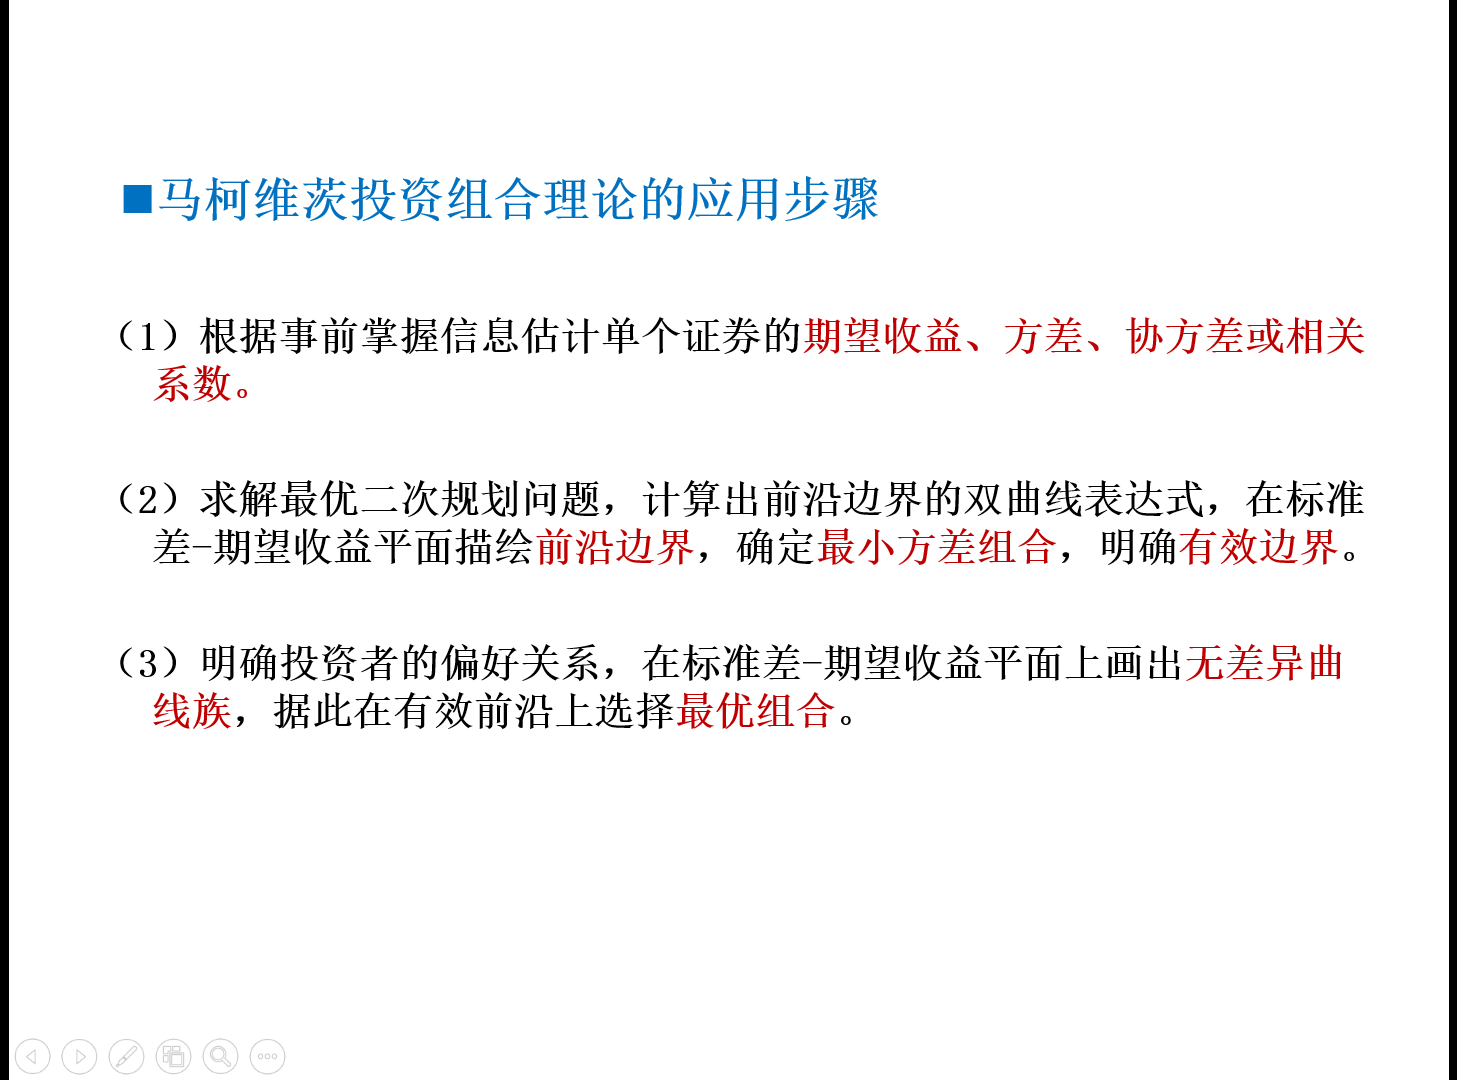 ■马柯维茨投资组合理论的应用步骤
（1）根据事前掌握信息估计单个证券的期望收益、方差、协方差或相关
系数。
（2）求解最优二次规划问题，计算出前沿边界的双曲线表达式，在标准
差–期望收益平面描绘前沿边界，确定最小方差组合，明确有效边界。
（3）明确投资者的偏好关系，在标准差–期望收益平面上画出无差异曲
线族，据此在有效前沿上选择最优组合。